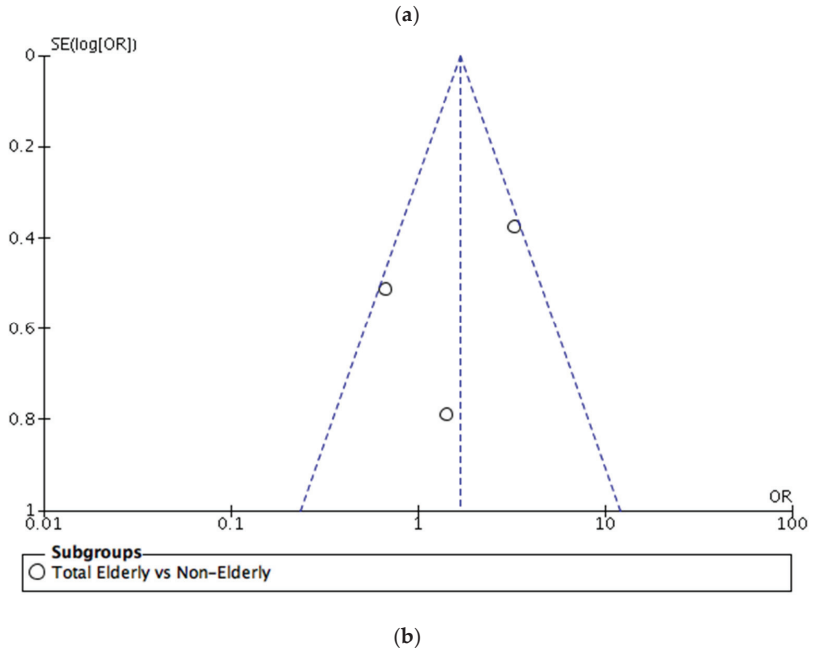 (a)
SE(log[OR])
0
0.2
0.4
0.6
0.8
1
OR
0.01 0.1 1 10 100
Subgroups
Total Elderly vs Non-Elderly
(b)